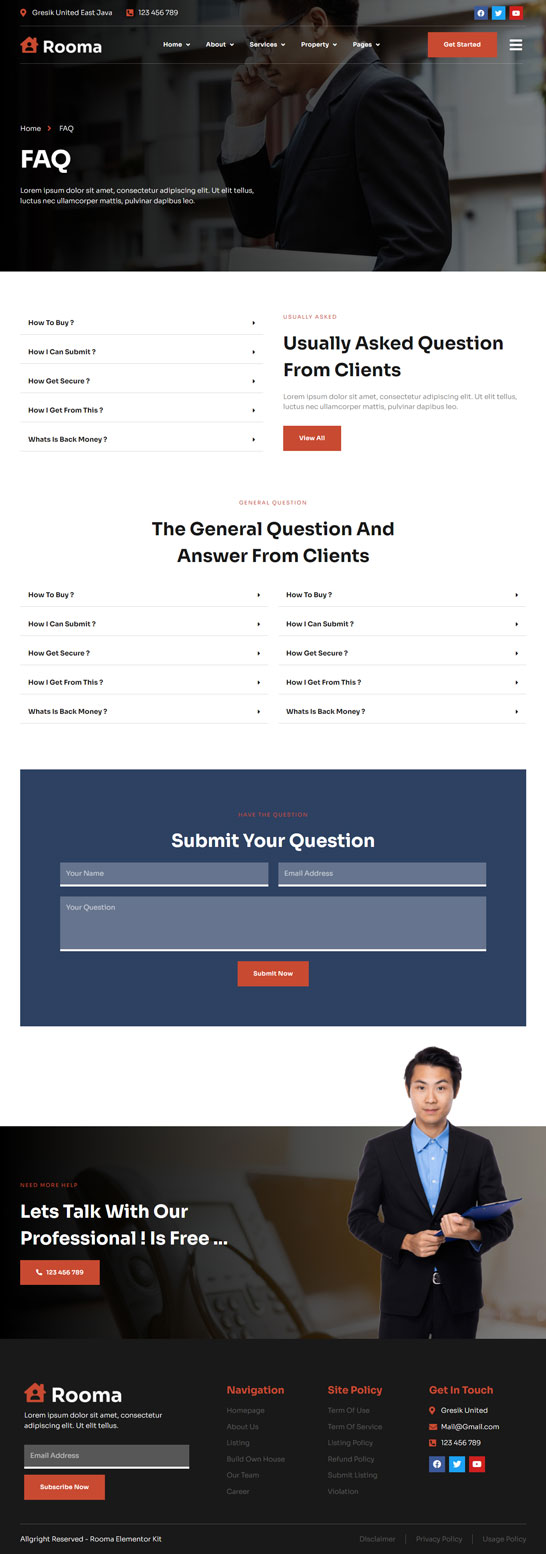 Gresik United East Java
123 456 789
Rooma
Home
About
Services
Property
Pages
Get Started
Home
FAQ
FAQ
Lorem ipsum dolor sit amet, consectetur adipiscing elit. Ut elit tellus,
luctus nec ullamcorper mattis, pulvinar dapibus leo.
How To Buy ?
How I Can Submit ?
How Get Secure ?
How I Get From This ?
Whats Is Back Money ?
USUALLY ASKED
Usually Asked Question
From Clients
Lorem ipsum dolor sit amet, consectetur adipiscing elit. Ut elit tellus,
luctus nec ullamcorper mattis, pulvinar dapibus leo.
View All
GENERAL QUESTION
The General Question And
Answer From Clients
How To Buy ?
How I Can Submit ?
How Get Secure ?
How I Get From This ?
Whats Is Back Money ?
How To Buy ?
How I Can Submit ?
How Get Secure ?
How I Get From This ?
Whats Is Back Money ?
HAVE THE QUESTION
Submit Your Question
Your Name
Email Address
Your Question
Submit Now
NEED MORE HELP
Lets Talk With Our
Professional ! Is Free ...
123 456 789
Rooma
Lorem ipsum dolor sit amet, consectetur
adipiscing elit. Ut elit tellus.
Email Address
Subscribe Now
Navigation
Homepage
About Us
Listing
Build Own House
Our Team
Career
Site Policy
Term Of Use
Term Of Service
Listing Policy
Refund Policy
Submit Listing
Violation
Get In Touch
Gresik United
Mail@Gmail.com
123 456 789
Allgright Reserved - Rooma Elementor Kit
Disclaimer
Privacy Policy
Usage Policy